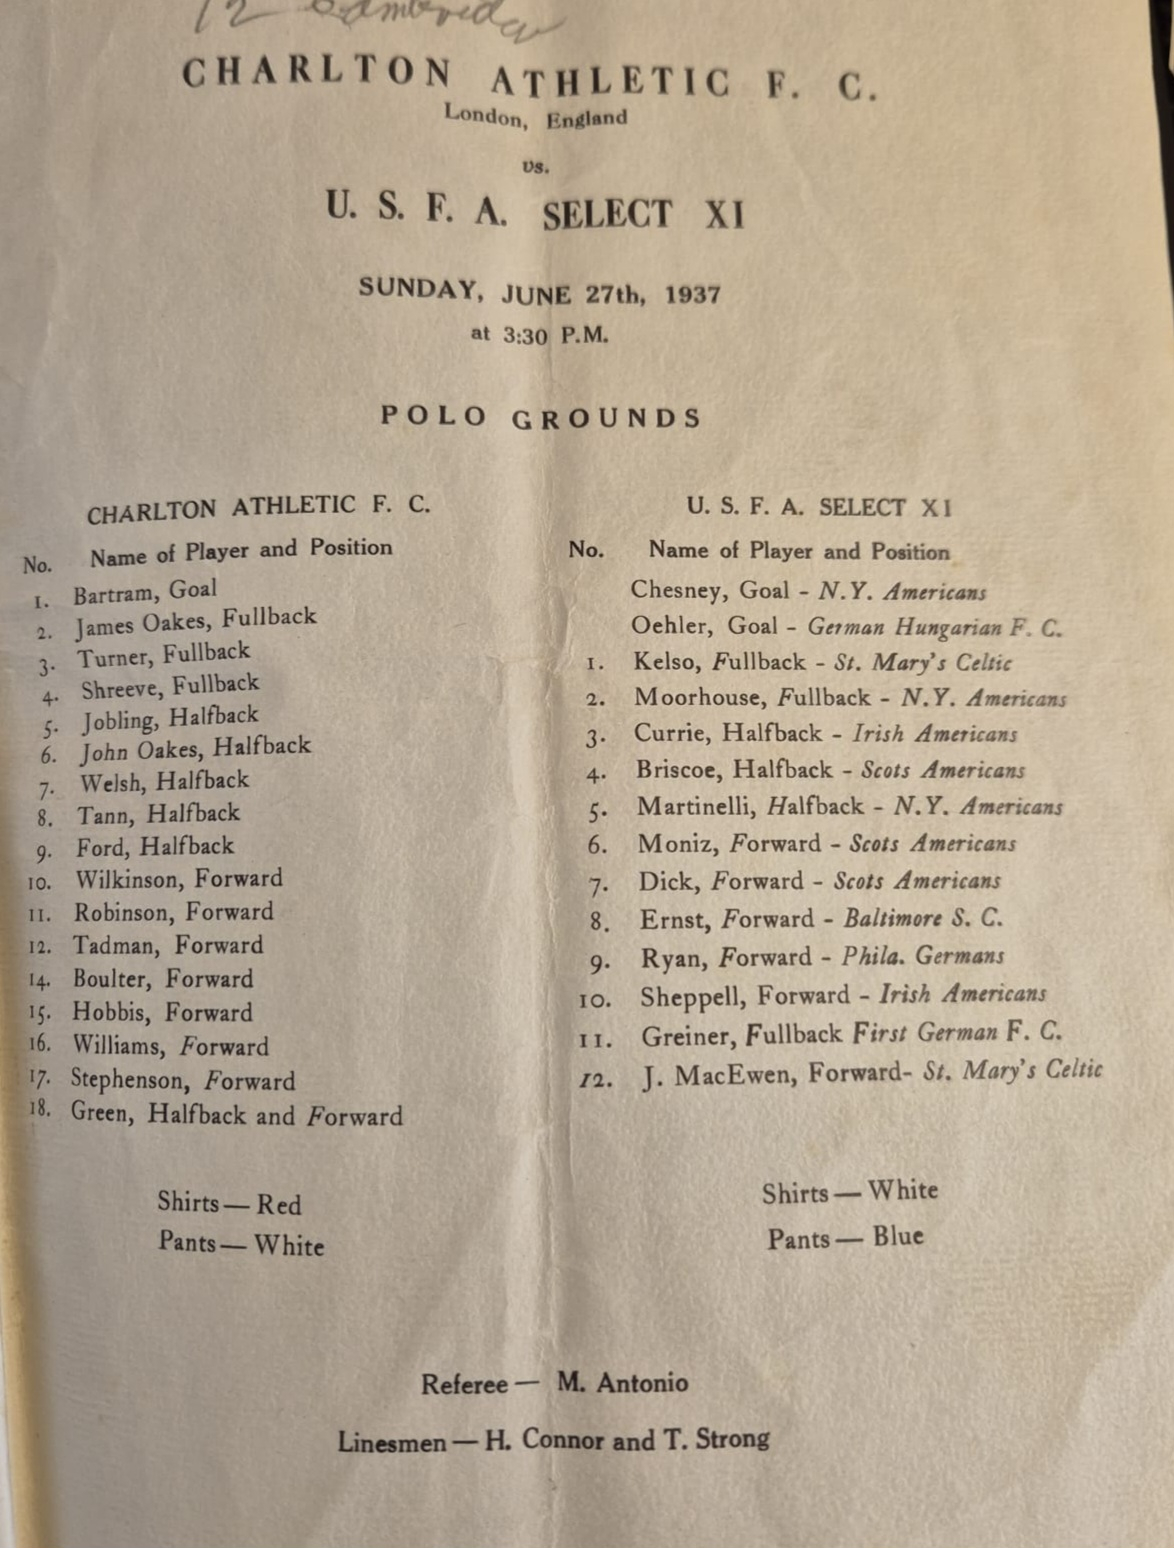 12
CHARLTON ATHLETIC F. C.
London, England
vs.
U. S. F. A. SELECT XI
SUNDAY, JUNE 27th, 1937
at 3:30 P.M.
POLO GROUNDS
CHARLTON ATHLETIC F. C.
No. Name of Player and Position
1. Bartram, Goal
2. James Oakes, Fullback
3. Turner, Fullback
4. Shreeve, Fullback
5. Jobling, Halfback
6. John Oakes, Halfback
7. Welsh, Halfback
8. Tann, Halfback
9. Ford, Halfback
10. Wilkinson, Forward
11. Robinson, Forward
12. Tadman, Forward
14. Boulter, Forward
15. Hobbis, Forward
16. Williams, Forward
17. Stephenson, Forward
18. Green, Halfback and Forward
Shirts — Red
Pants — White
U. S. F. A. SELECT XI
No. Name of Player and Position
Chesney, Goal - N.Y. Americans
Oehler, Goal - German Hungarian F. C.
1. Kelso, Fullback - St. Mary's Celtic
2. Moorhouse, Fullback - N.Y. Americans
3. Currie, Halfback - Irish Americans
4. Briscoe, Halfback - Scots Americans
5. Martinelli, Halfback - N.Y. Americans
6. Moniz, Forward - Scots Americans
7. Dick, Forward - Scots Americans
8. Ernst, Forward - Baltimore S. C.
9. Ryan, Forward - Phila. Germans
10. Sheppell, Forward - Irish Americans
11. Greiner, Fullback First German F. C.
12. J. MacEwen, Forward- St. Mary's Celtic
Shirts — White
Pants — Blue
Referee — M. Antonio
Linesmen — H. Connor and T. Strong